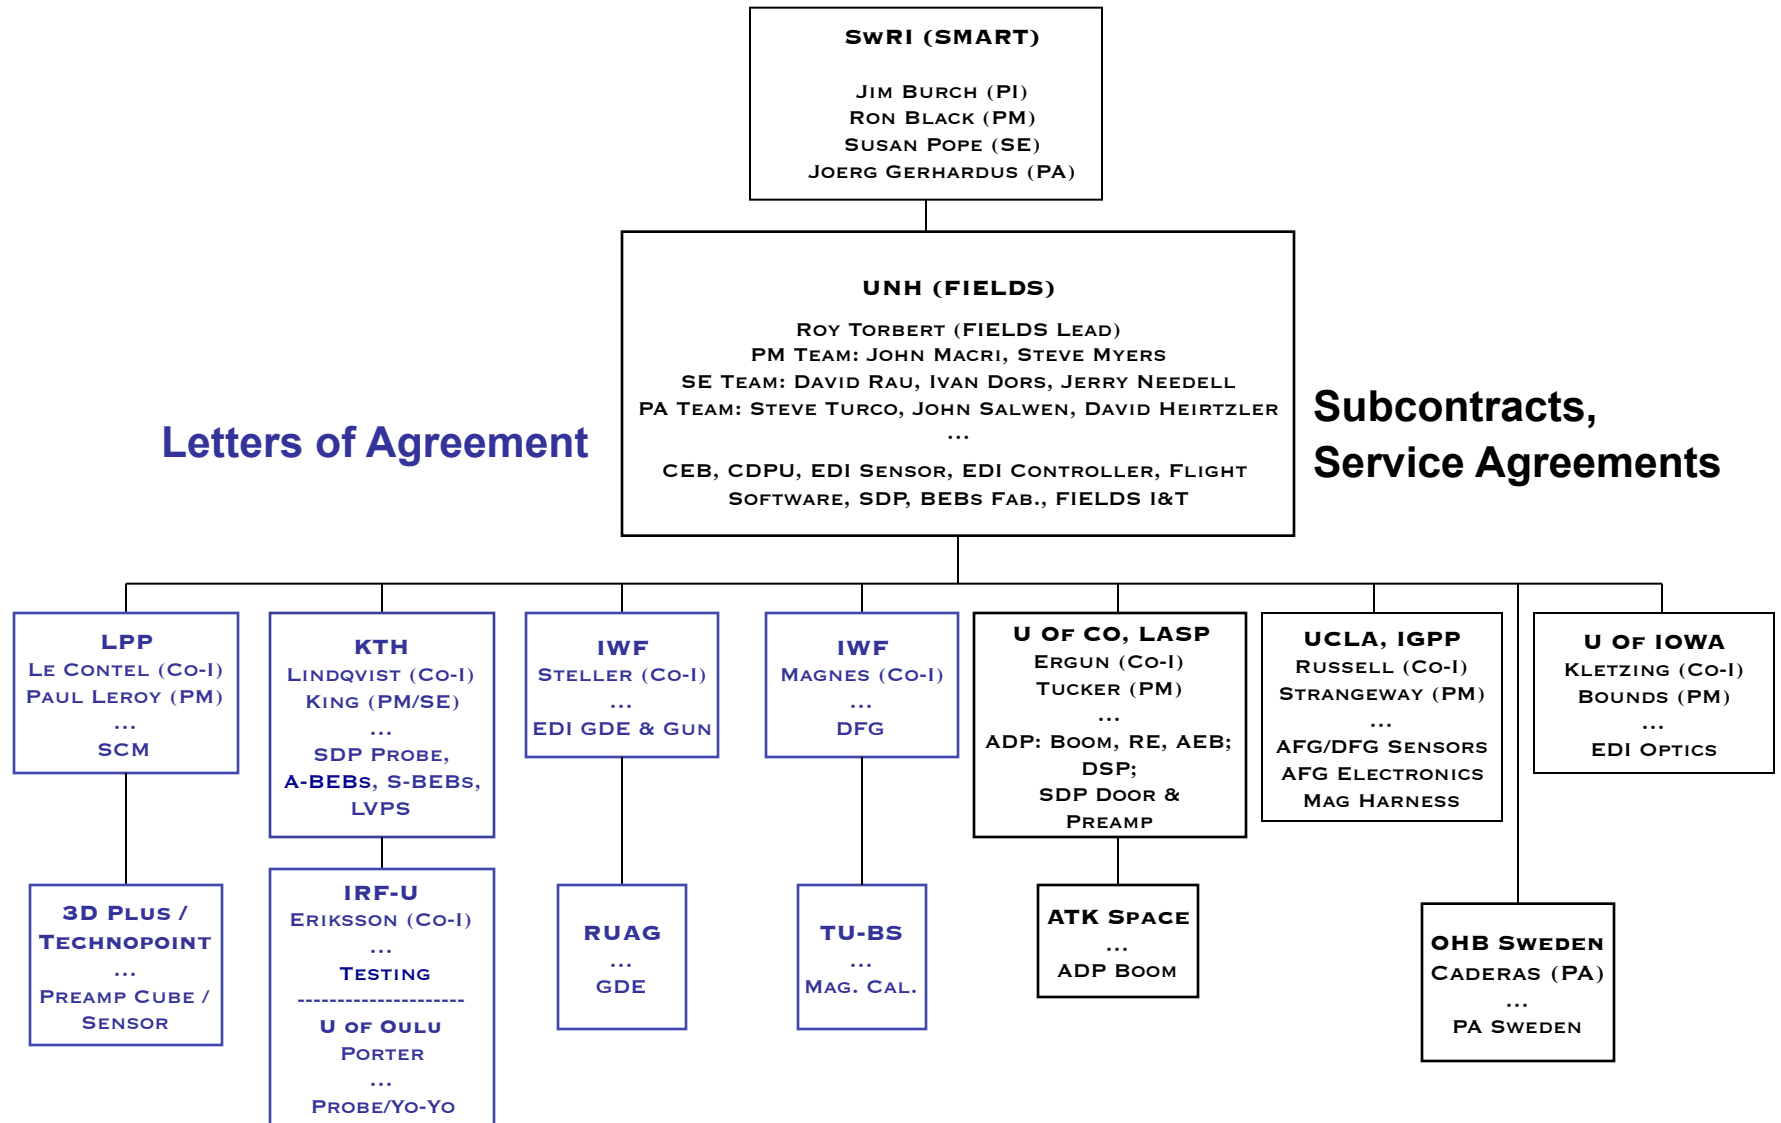 SwRI (SMART)
Jim Burch (PI)
Ron Black (PM)
Susan Pope (SE)
Joerg Gerhardus (PA)
UNH (FIELDS)
Roy Torbert (FIELDS Lead)
PM Team: John Macri, Steve Myers
SE Team: David Rau, Ivan Dors, Jerry Needell
PA Team: Steve Turco, John Salwen, David Heirtzler
...
CEB, CDPU, EDI Sensor, EDI Controller, Flight
Software, SDP, BEBs Fab., FIELDS I&T
Letters of Agreement
Subcontracts,
Service Agreements
LPP
Le Contel (Co-I)
Paul Leroy (PM)
...
SCM
KTH
Lindqvist (Co-I)
King (PM/SE)
...
SDP Probe,
A-BEBs, S-BEBs,
LVPS
IWF
Steller (Co-I)
...
EDI GDE & Gun
IWF
Magnes (Co-I)
...
DFG
U Of CO, LASP
Ergun (Co-I)
Tucker (PM)
...
ADP: Boom, RE, AEB;
DSP;
SDP Door &
Preamp
UCLA, IGPP
Russell (Co-I)
Strangeway (PM)
...
AFG/DFG Sensors
AFG Electronics
Mag Harness
U Of IOWA
Kletzing (Co-I)
Bounds (PM)
...
EDI Optics
3D Plus /
Technopoint
...
Preamp Cube /
Sensor
IRF-U
Eriksson (Co-I)
...
Testing
---------------------
U of Oulu
Porter
...
Probe/Yo-Yo
RUAG
...
GDE
TU-BS
...
Mag. Cal.
ATK Space
...
ADP Boom
OHB Sweden
Caderas (PA)
...
PA Sweden